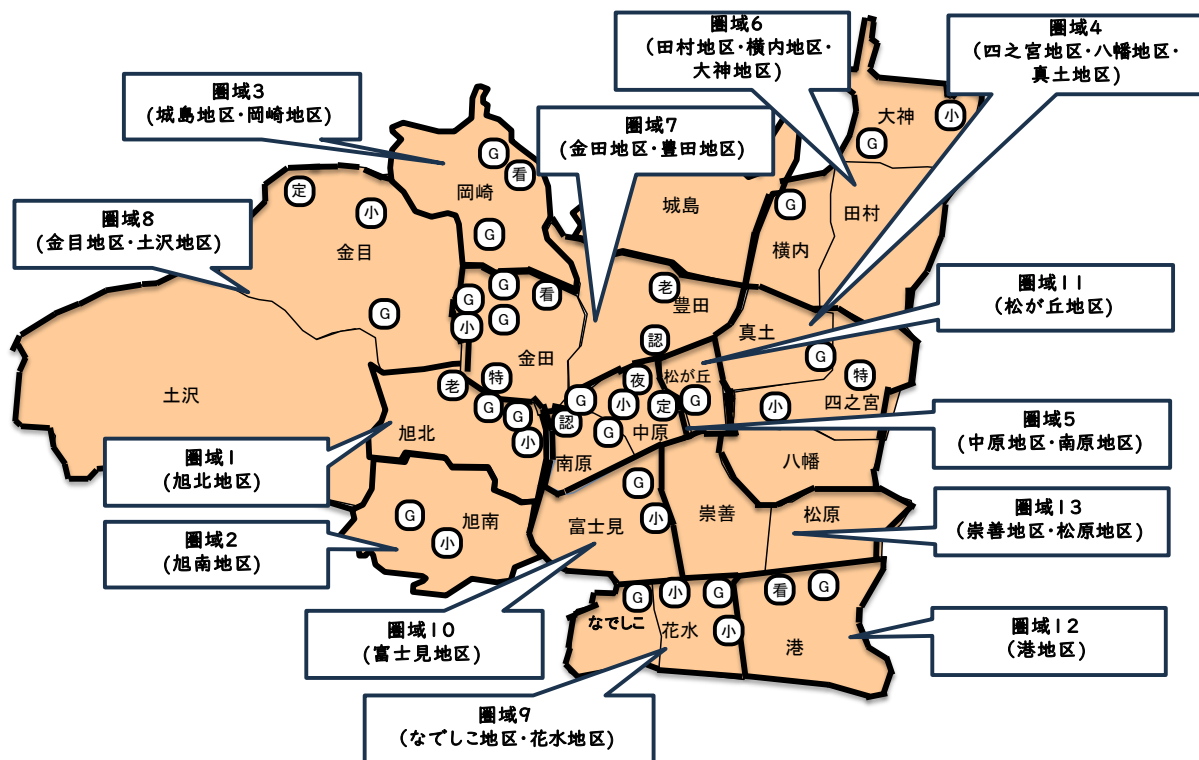 圏域6
(田村地区・横内地区・
大神地区)
圏域4
(四之宮地区・八幡地区・
真土地区)
圏域3
(城島地区・岡崎地区)
圏域7
(金田地区・豊田地区)
大神
小
G
G
看
岡崎
G
城島
G
田村
横内
圏域8
(金目地区・土沢地区)
定
小
金目
G
圏域11
(松が丘地区)
G
G
看
小
G
金田
老
豊田
認
真土
G
特
四之宮
小
土沢
老
特
G
G
小
旭北
松が丘
G
夜
G
小
定
認
G
中原
南原
圏域5
(中原地区・南原地区)
八幡
圏域1
(旭北地区)
圏域2
(旭南地区)
G
旭南
小
G
富士見
小
崇善
松原
圏域13
(崇善地区・松原地区)
G
小
G
看
G
なでしこ
花水
小
港
圏域10
(富士見地区)
圏域12
(港地区)
圏域9
(なでしこ地区・花水地区)